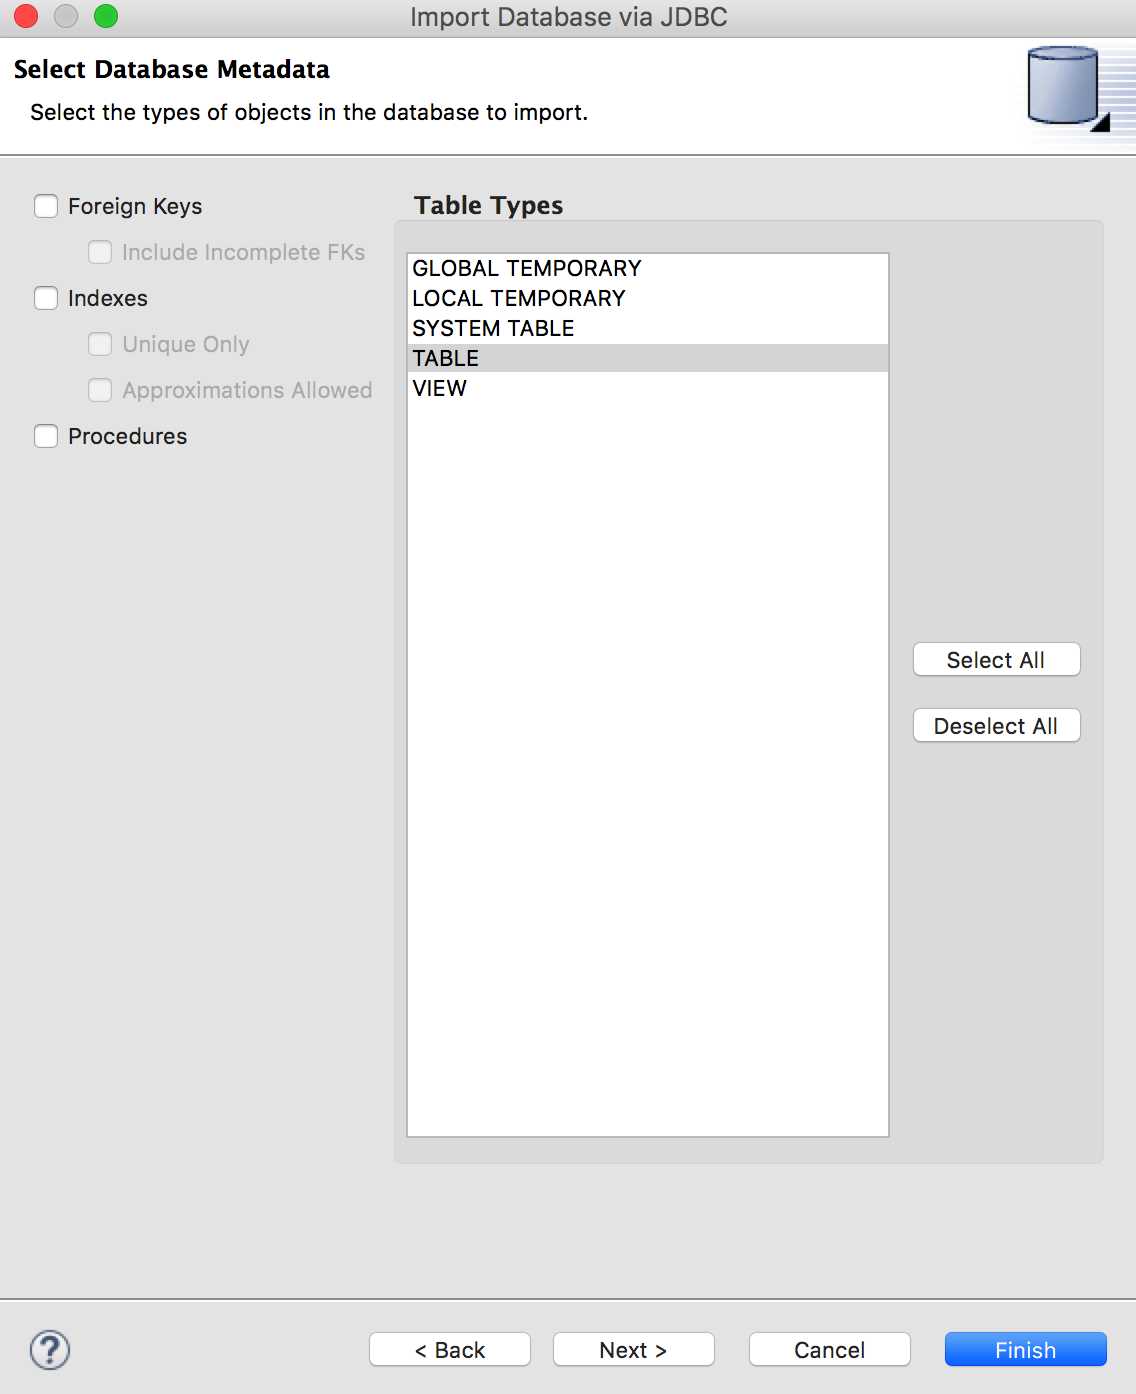 Import Database via JDBC
Select Database Metadata
Select the types of objects in the database to import.
Foreign Keys
Include Incomplete FKs
Indexes
Unique Only
Approximations Allowed
Procedures
Table Types
GLOBAL TEMPORARY
LOCAL TEMPORARY
SYSTEM TABLE
TABLE
VIEW
Select All
Deselect All
?
< Back
Next >
Cancel
Finish